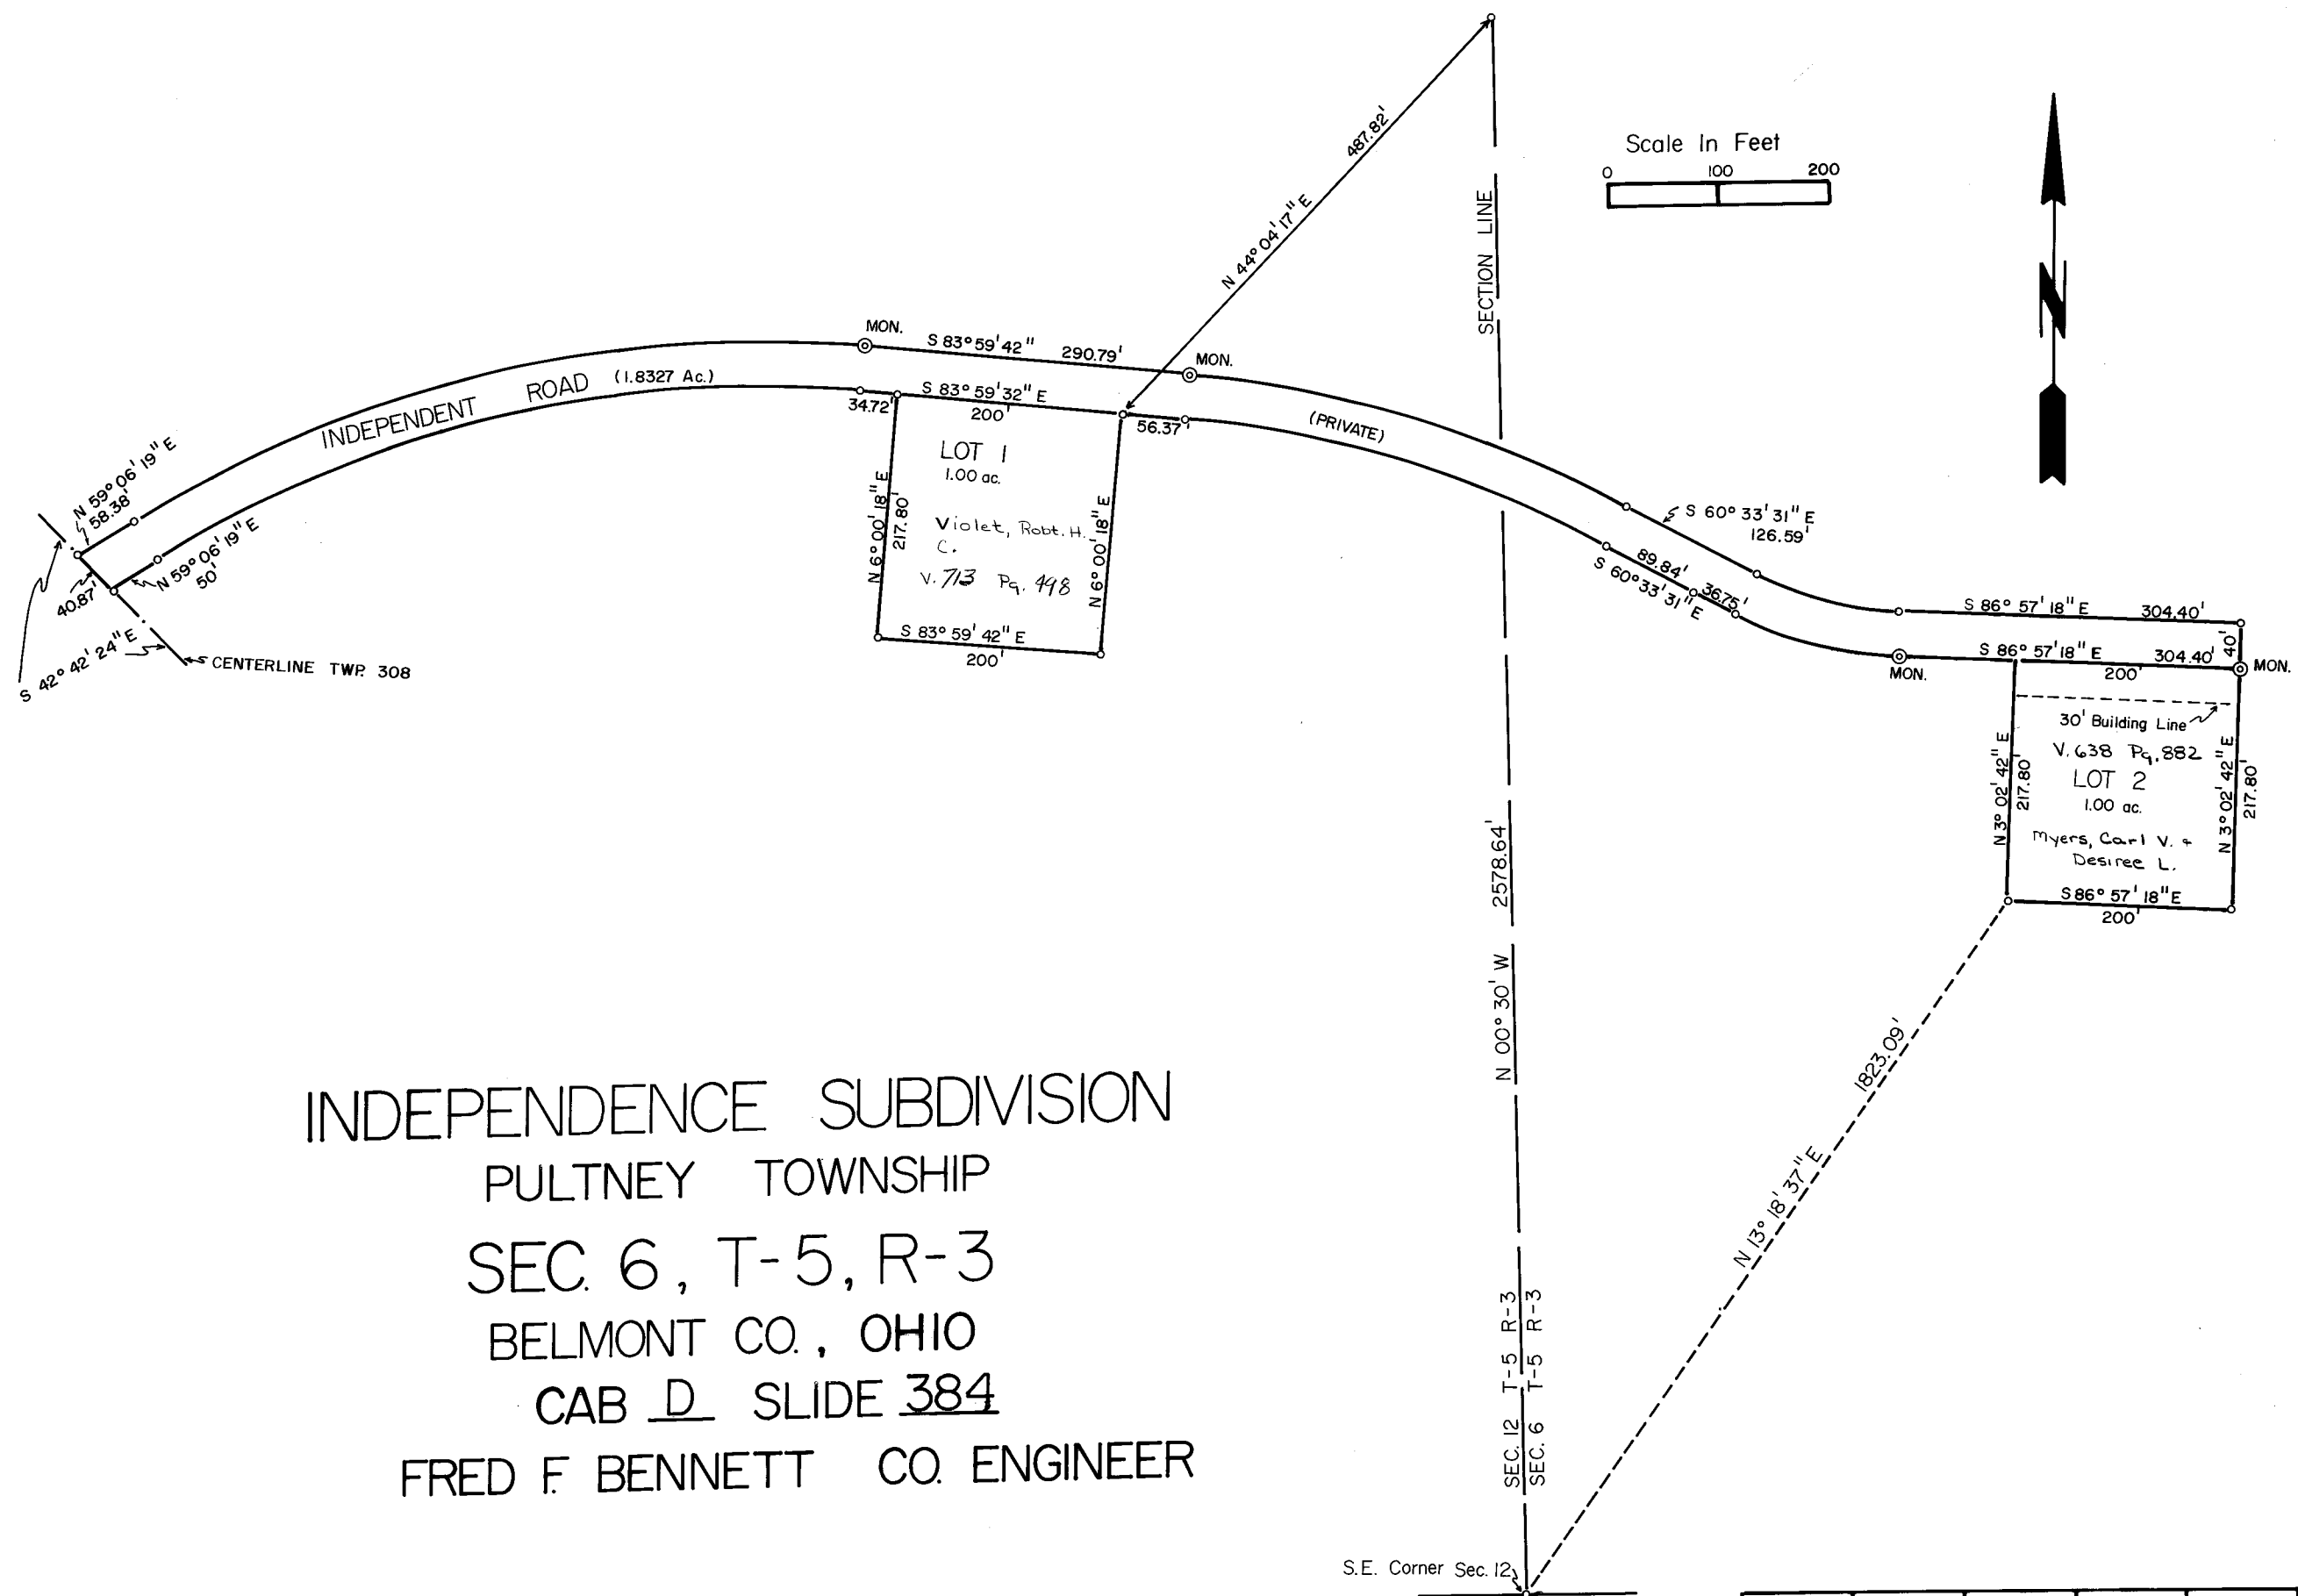 487.82'
N 44° 04' 17" E
Scale In Feet
0 100 200
SECTION LINE
N
MON.
S 83° 59' 42" 290.79'
MON.
INDEPENDENT ROAD (1.8327 Ac.)
34.72'
S 83° 59' 32" E
200'
56.37'
(PRIVATE)
N 59° 06' 19" E
58.38'
N 59° 06' 19" E
50'
40.87'
S 42° 42' 24" E
CENTERLINE TWP. 308
LOT 1
1.00 ac.
Violet, Robt. H.
C.
V. 713 Pg. 498
N 6° 00' 18" E
217.80'
N 6° 00' 18" E
S 83° 59' 42" E
200'
S 60° 33' 31" E
126.59'
89.84'
36.75'
S 60° 33' 31" E
S 86° 57' 18" E 304.40'
40'
S 86° 57' 18" E 304.40'
200'
MON.
MON.
30' Building Line
V. 638 Pg. 882
LOT 2
1.00 ac.
Myers, Carl V. +
Desiree L.
N 3° 02' 42" E
217.80'
N 3° 02' 42" E
217.80'
S 86° 57' 18" E
200'
N 00° 30' W 2578.64'
1823.09'
N 13° 18' 37" E
INDEPENDENCE SUBDIVISION
PULTNEY TOWNSHIP
SEC. 6, T-5, R-3
BELMONT CO., OHIO
CAB D SLIDE 384
FRED F. BENNETT CO. ENGINEER
SEC. 12 T-5 R-3
SEC. 6 T-5 R-3
S.E. Corner Sec. 12